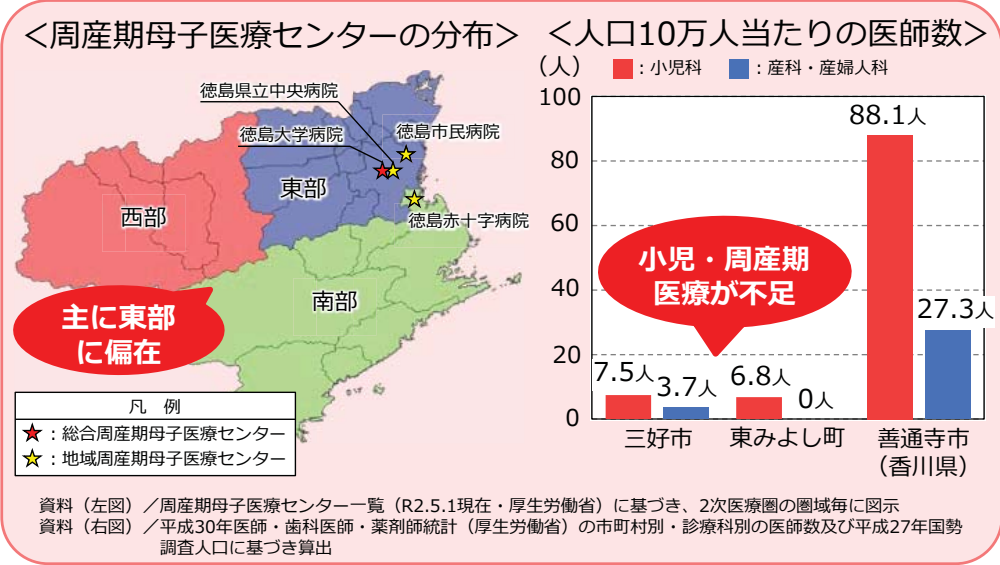 ＜周産期母子医療センターの分布＞
徳島県立中央病院
徳島大学病院
徳島市民病院
徳島赤十字病院
西部
東部
南部
主に東部
に偏在
凡　例
★：総合周産期母子医療センター
★：地域周産期母子医療センター
＜人口10万人当たりの医師数＞
（人）
■：小児科　■：産科・産婦人科
100
80
60
40
20
0
7.5人
3.7人
6.8人
0人
88.1人
27.3人
小児・周産期
医療が不足
三好市
東みよし町
善通寺市
（香川県）
資料（左図）／周産期母子医療センター一覧（R2.5.1現在・厚生労働省）に基づき、2次医療圏の圏域毎に図示
資料（右図）／平成30年医師・歯科医師・薬剤師統計（厚生労働省）の市町村別・診療科別の医師数及び平成27年国勢
調査人口に基づき算出